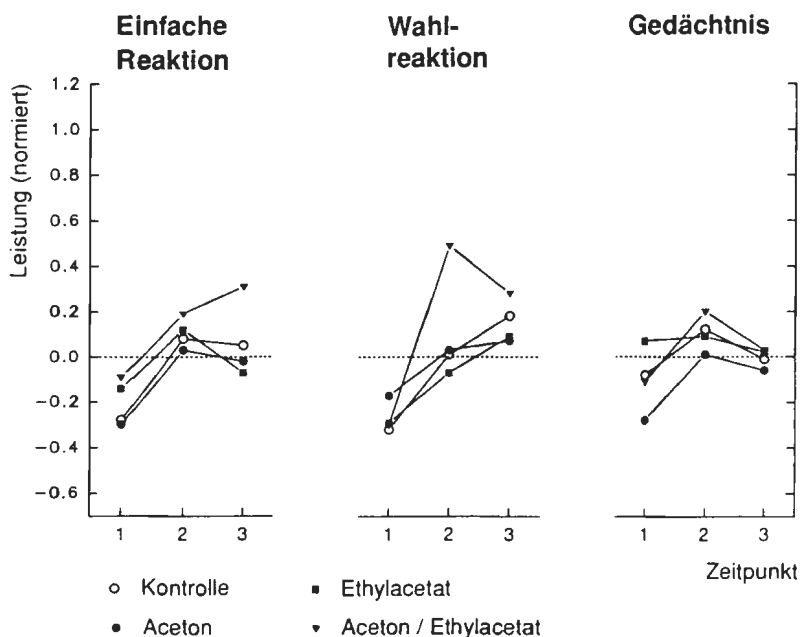 Einfache
Reaktion
Wahl-
reaktion
Gedächtnis
Leistung (normiert)
1.2
1.0
0.8
0.6
0.4
0.2
0.0
−0.2
−0.4
−0.6
1 2 3
1 2 3
1 2 3
Zeitpunkt
Kontrolle
Ethylacetat
Aceton
Aceton / Ethylacetat